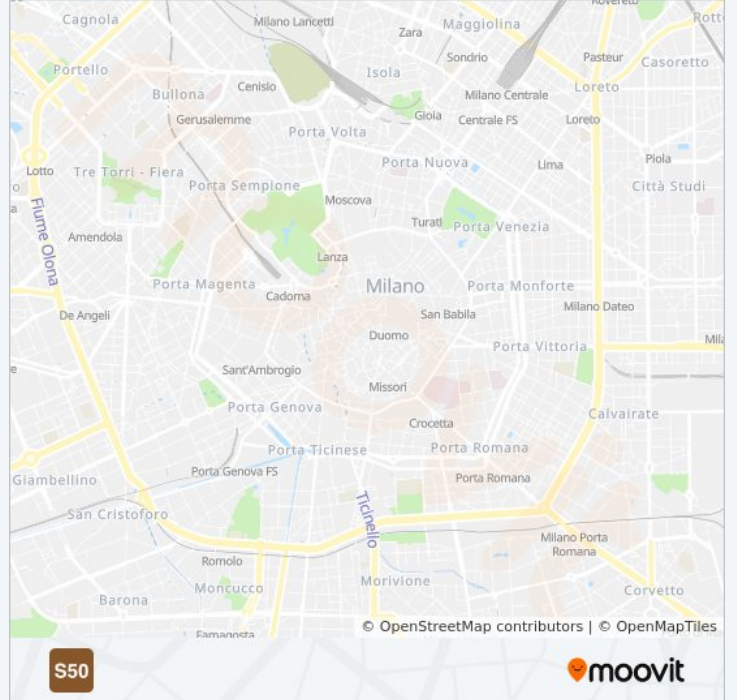 Rovereto
Cagnola
Milano Lancetti
Maggiolina
Zara
Sondrio
Pasteur
Casoretto
Portello
Isola
Cenisio
Bullona
Milano Centrale
Loreto
Gerusalemme
Gioia
Centrale FS
Loreto
Porta Volta
Lotto
Tre Torri - Fiera
Porta Nuova
Lima
Piola
Porta Sempione
Città Studi
Moscova
Turati
Porta Venezia
Fiume Olona
Amendola
Lanza
Porta Magenta
Cadorna
Milano
Porta Monforte
De Angeli
San Babila
Milano Dateo
Duomo
Porta Vittoria
Sant'Ambrogio
Missori
Porta Genova
Crocetta
Calvairate
Porta Ticinese
Porta Romana
Giambellino
Porta Genova FS
Porta Romana
San Cristoforo
Ticinello
Milano Porta
Romana
Romolo
Moncucco
Morivione
Corvetto
Barona
Famagosta
© OpenStreetMap contributors | © OpenMapTiles
S50
moovit